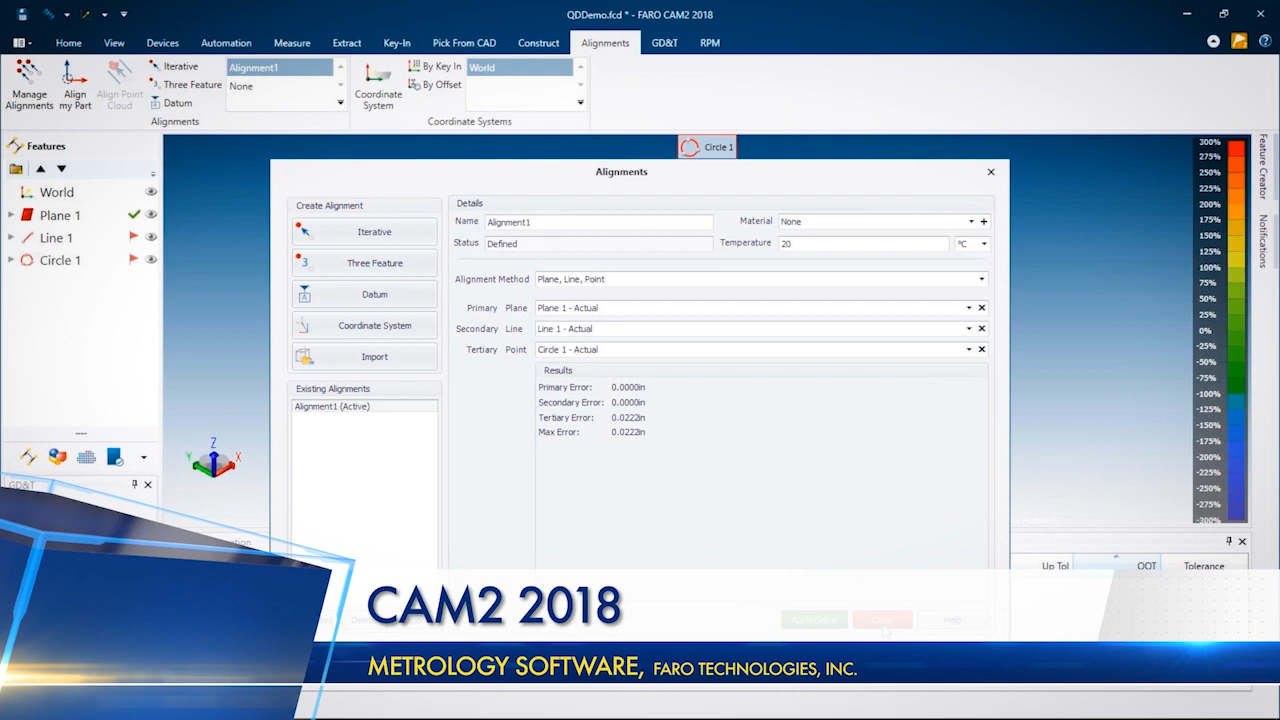 QDDemo.fcd * - FARO CAM2 2018
Home View Devices Automation Measure Extract Key-In Pick From CAD Construct Alignments GD&T RPM
Manage Alignments
Align my Part
Align Point Cloud
Iterative
Three Feature
Datum
Alignment1
None
Alignments
Coordinate System
By Key In
By Offset
World
Coordinate Systems
Features
World
Plane 1
Line 1
Circle 1
GD&T
Z
Y
X
Circle 1
Alignments
Create Alignment
Iterative
3
Three Feature
A
Datum
Coordinate System
Import
Existing Alignments
Alignment1 (Active)
Details
Name Alignment1 Material None
Status Defined Temperature 20 °C
Alignment Method Plane, Line, Point
Primary Plane Plane 1 - Actual
Secondary Line Line 1 - Actual
Tertiary Point Circle 1 - Actual
Results
Primary Error: 0.0000in
Secondary Error: 0.0000in
Tertiary Error: 0.0222in
Max Error: 0.0222in
Close
Help
300%
275%
250%
225%
200%
175%
150%
125%
100%
75%
50%
25%
0%
-25%
-50%
-75%
-100%
-125%
-150%
-175%
-200%
-225%
-250%
-275%
-300%
Feature Creator
Notifications
Up Tol OOT Tolerance
CAM2 2018
METROLOGY SOFTWARE, FARO TECHNOLOGIES, INC.